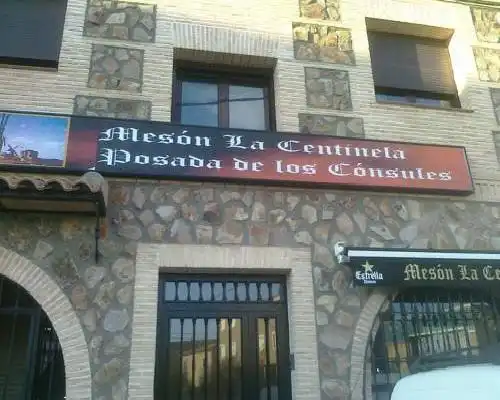 Mesón La Centinela
Posada de los Cónsules
Estrella
Mesón La Ce